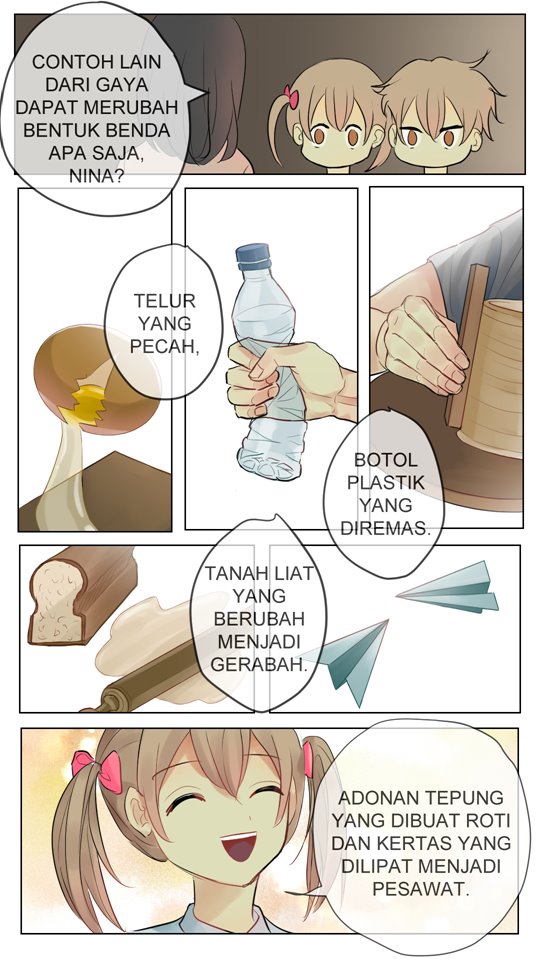 CONTOH LAIN
DARI GAYA
DAPAT MERUBAH
BENTUK BENDA
APA SAJA,
NINA?
TELUR
YANG
PECAH,
BOTOL
PLASTIK
YANG
DIREMAS.
TANAH LIAT
YANG
BERUBAH
MENJADI
GERABAH.
ADONAN TEPUNG
YANG DIBUAT ROTI
DAN KERTAS YANG
DILIPAT MENJADI
PESAWAT.